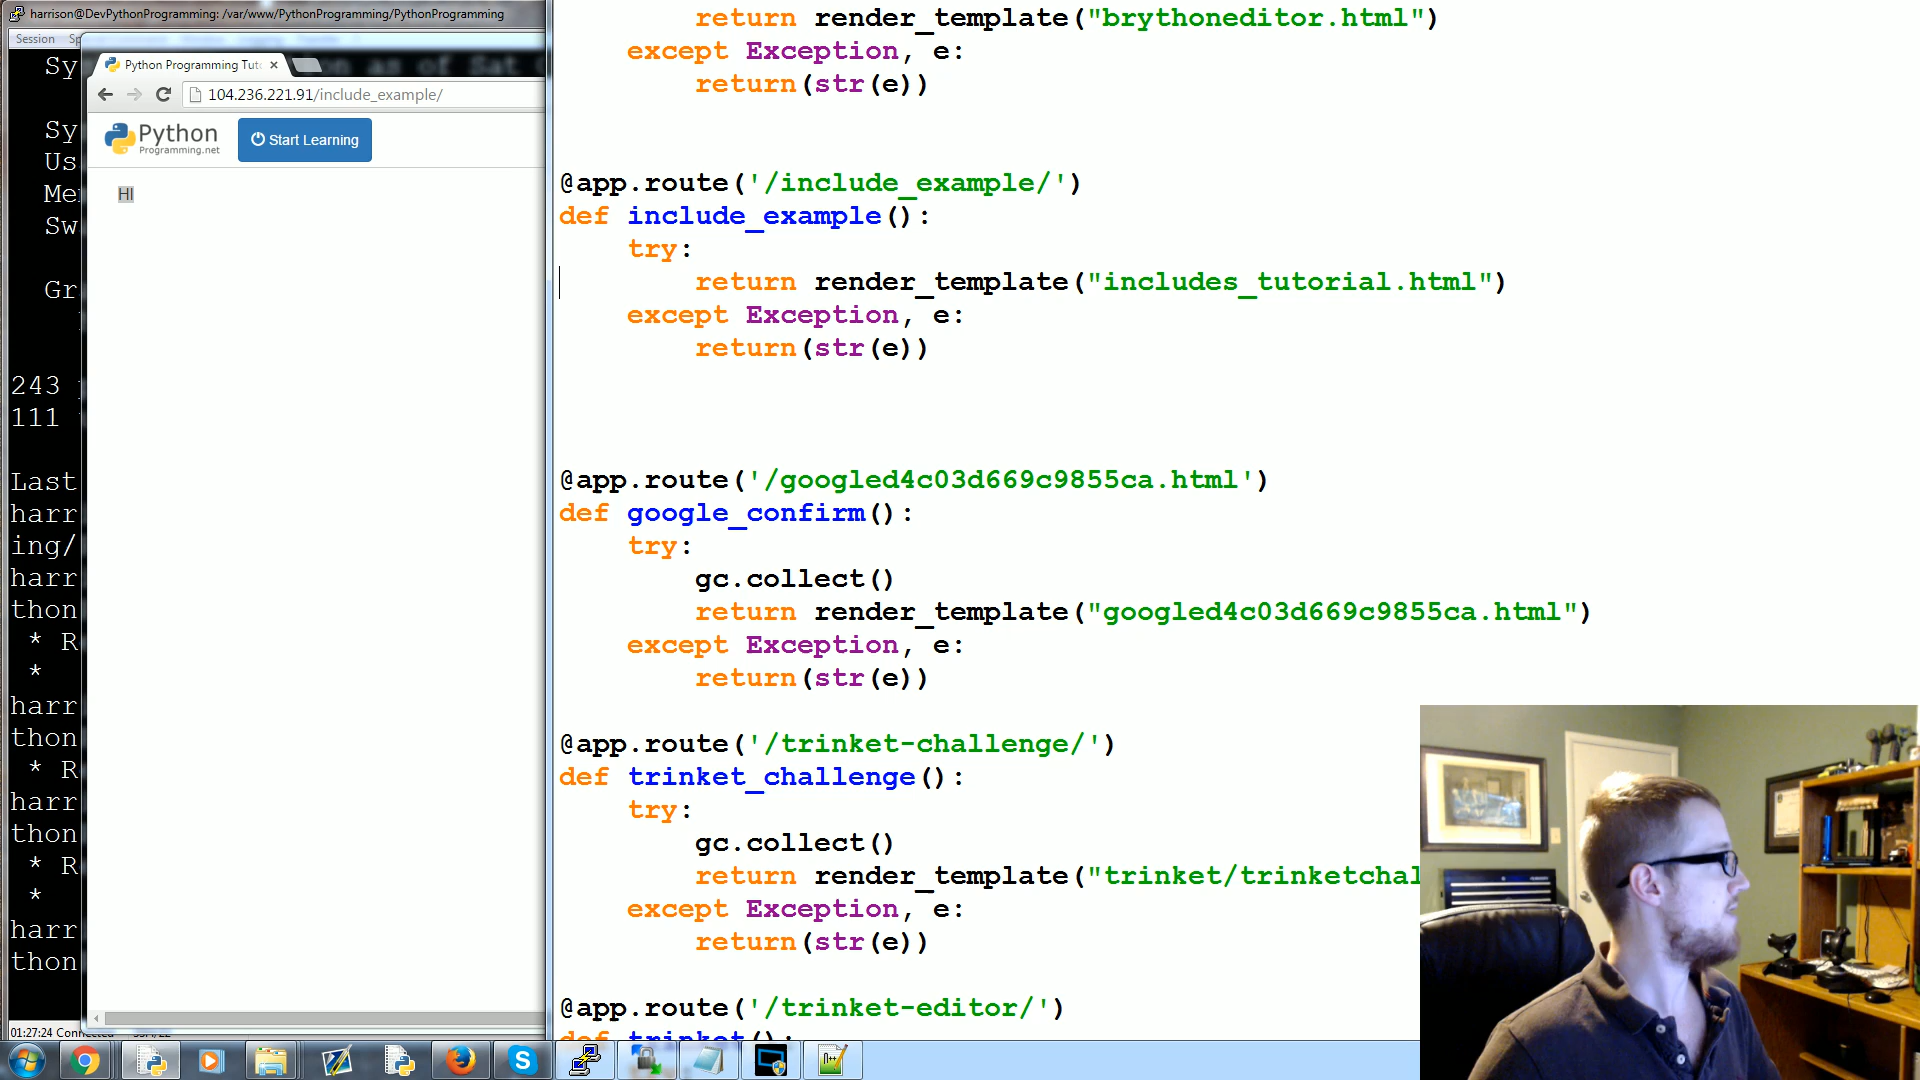 harrison@DevPythonProgramming: /var/www/PythonProgramming/PythonProgramming
Session
Sy
Sy
Us
Me
Sw
Gr
243
111
Last
harr
ing/
harr
thon
* R
*
harr
thon
* R
harr
thon
* R
*
harr
thon
01:27:24 Connected
Python Programming Tut
104.236.221.91/include_example/
Python
Programming.net
Start Learning
HI
return render_template("brythoneditor.html")
except Exception, e:
return(str(e))
@app.route('/include_example/')
def include_example():
try:
return render_template("includes_tutorial.html")
except Exception, e:
return(str(e))
@app.route('/googled4c03d669c9855ca.html')
def google_confirm():
try:
gc.collect()
return render_template("googled4c03d669c9855ca.html")
except Exception, e:
return(str(e))
@app.route('/trinket-challenge/')
def trinket_challenge():
try:
gc.collect()
return render_template("trinket/trinketchal
except Exception, e:
return(str(e))
@app.route('/trinket-editor/')
def trinket():